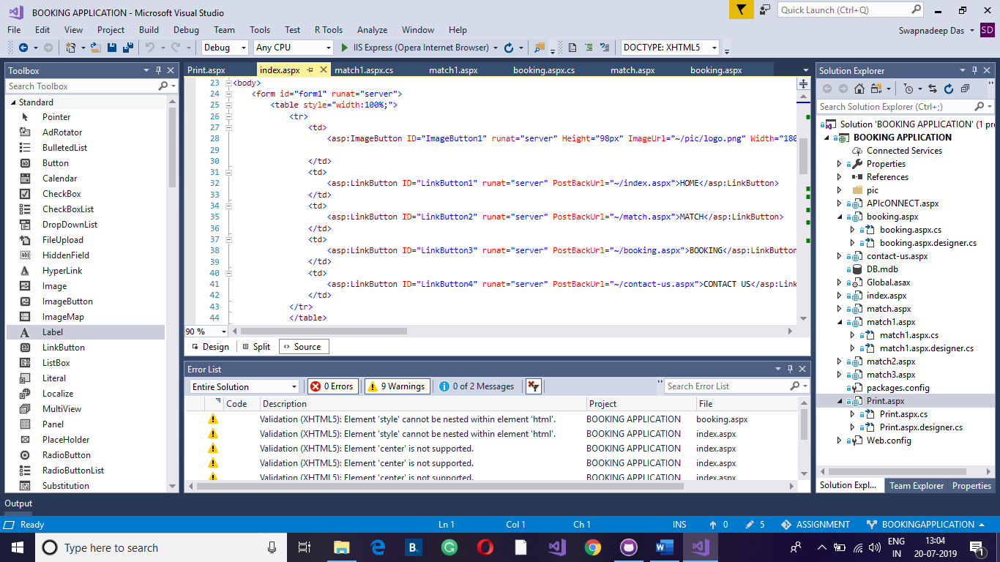 BOOKING APPLICATION - Microsoft Visual Studio
Quick Launch (Ctrl+Q)
File Edit View Project Build Debug Team Tools Test R Tools Analyze Window Help
Swapnadeep Das SD
Debug Any CPU IIS Express (Opera Internet Browser) DOCTYPE: XHTML5
Toolbox
Search Toolbox
Standard
Pointer
AdRotator
BulletedList
Button
Calendar
CheckBox
CheckBoxList
DropDownList
FileUpload
HiddenField
HyperLink
Image
ImageButton
ImageMap
Label
LinkButton
ListBox
Literal
Localize
MultiView
Panel
PlaceHolder
RadioButton
RadioButtonList
Substitution
Print.aspx index.aspx match1.aspx.cs match1.aspx booking.aspx.cs match.aspx booking.aspx
23 <body>
24 <form id="form1" runat="server">
25 <table style="width:100%;">
26 <tr>
27 <td>
28 <asp:ImageButton ID="ImageButton1" runat="server" Height="98px" ImageUrl="~/pic/logo.png" Width="180
29
30 </td>
31 <td>
32 <asp:LinkButton ID="LinkButton1" runat="server" PostBackUrl="~/index.aspx">HOME</asp:LinkButton>
33 </td>
34 <td>
35 <asp:LinkButton ID="LinkButton2" runat="server" PostBackUrl="~/match.aspx">MATCH</asp:LinkButton>
36 </td>
37 <td>
38 <asp:LinkButton ID="LinkButton3" runat="server" PostBackUrl="~/booking.aspx">BOOKING</asp:LinkButton
39 </td>
40 <td>
41 <asp:LinkButton ID="LinkButton4" runat="server" PostBackUrl="~/contact-us.aspx">CONTACT US</asp:Link
42 </td>
43 </tr>
44 </table>
90 %
Design Split Source
Error List
Entire Solution 0 Errors 9 Warnings 0 of 2 Messages Search Error List
Code Description Project File
Validation (XHTML5): Element 'style' cannot be nested within element 'html'. BOOKING APPLICATION booking.aspx
Validation (XHTML5): Element 'style' cannot be nested within element 'html'. BOOKING APPLICATION index.aspx
Validation (XHTML5): Element 'center' is not supported. BOOKING APPLICATION index.aspx
Validation (XHTML5): Element 'center' is not supported. BOOKING APPLICATION index.aspx
Validation (XHTML5): Element 'center' is not supported. BOOKING APPLICATION index.aspx
Solution Explorer
Search Solution Explorer (Ctrl+;)
Solution 'BOOKING APPLICATION' (1 pr
BOOKING APPLICATION
Connected Services
Properties
References
pic
APIcONNECT.aspx
booking.aspx
booking.aspx.cs
booking.aspx.designer.cs
contact-us.aspx
DB.mdb
Global.asax
index.aspx
match.aspx
match1.aspx
match1.aspx.cs
match1.aspx.designer.cs
match2.aspx
match3.aspx
packages.config
Print.aspx
Print.aspx.cs
Print.aspx.designer.cs
Web.config
Solution Expl... Team Explorer Properties
Output
Ready Ln 1 Col 1 Ch 1 INS 0 5 ASSIGNMENT BOOKINGAPPLICATION
Type here to search
B.
ENG
IN
13:04
20-07-2019
1